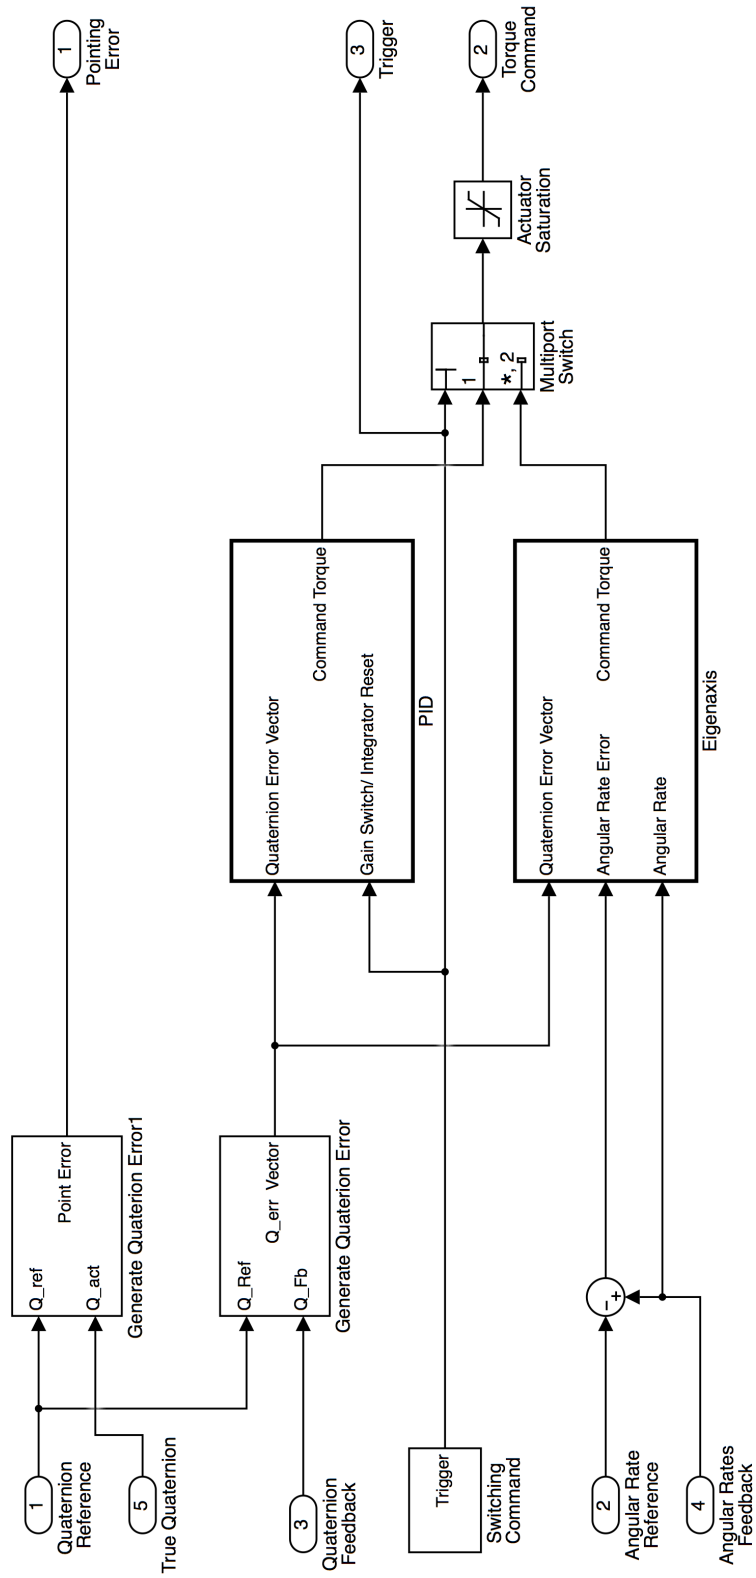 1
Quaternion
Reference
5
True Quaternion
3
Quaternion
Feedback
Trigger
Switching
Command
2
Angular Rate
Reference
4
Angular Rates
Feedback
Q_ref
Q_act
Point Error
Generate Quaterion Error1
Q_Ref
Q_Fb
Q_err Vector
Generate Quaterion Error
-
+
Quaternion Error Vector
Gain Switch/ Integrator Reset
Command Torque
PID
Quaternion Error Vector
Angular Rate Error
Angular Rate
Command Torque
Eigenaxis
1
*, 2
Multiport
Switch
Actuator
Saturation
1
Pointing
Error
3
Trigger
2
Torque
Command